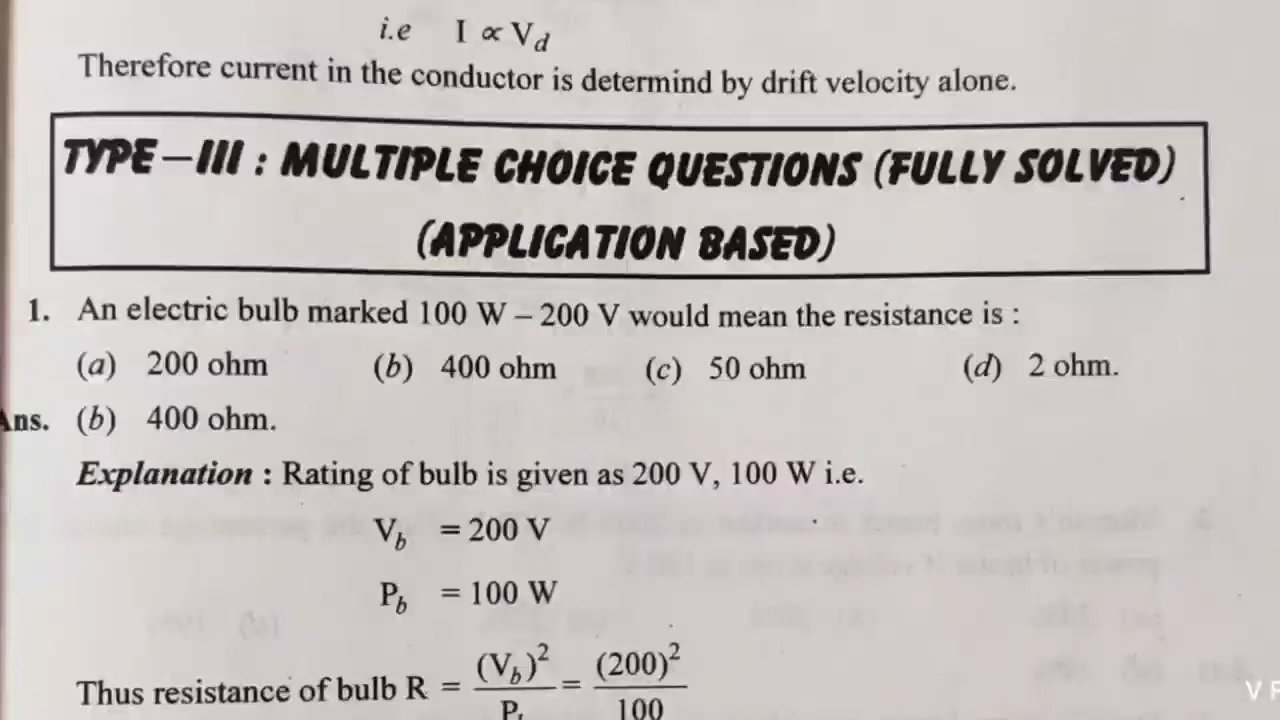 i.e I ∝ V_d
Therefore current in the conductor is determind by drift velocity alone.
TYPE – III : MULTIPLE CHOICE QUESTIONS (FULLY SOLVED)
(APPLICATION BASED)
1. An electric bulb marked 100 W – 200 V would mean the resistance is :
(a) 200 ohm (b) 400 ohm (c) 50 ohm (d) 2 ohm.
Ans. (b) 400 ohm.
Explanation : Rating of bulb is given as 200 V, 100 W i.e.
V_b = 200 V
P_b = 100 W
Thus resistance of bulb R = (V_b)² / P = (200)² / 100
V